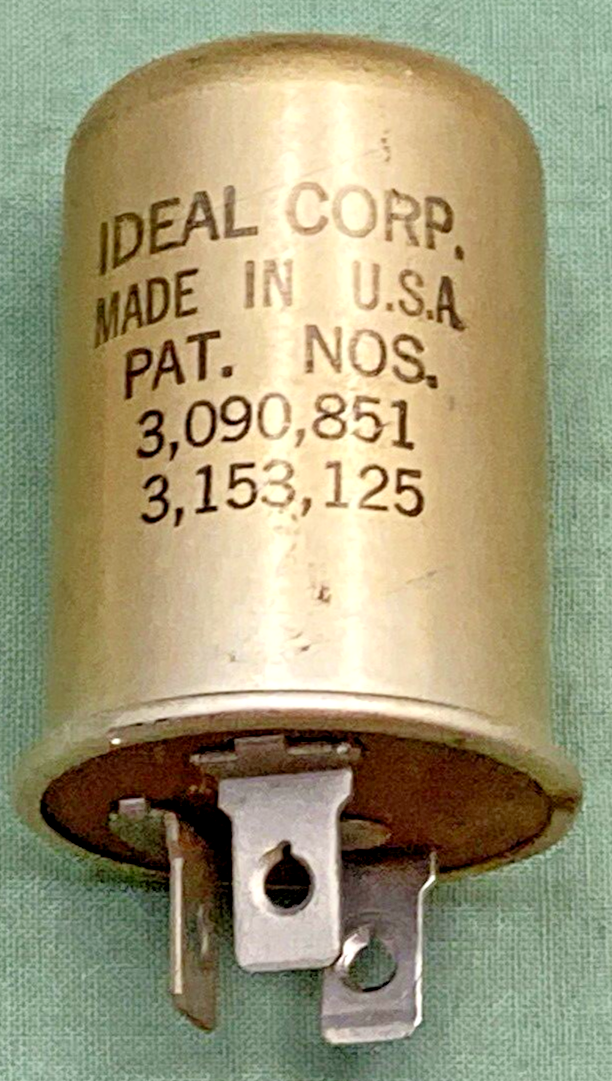 IDEAL CORP.
MADE IN U.S.A.
PAT. NOS.
3,090,851
3,153,125